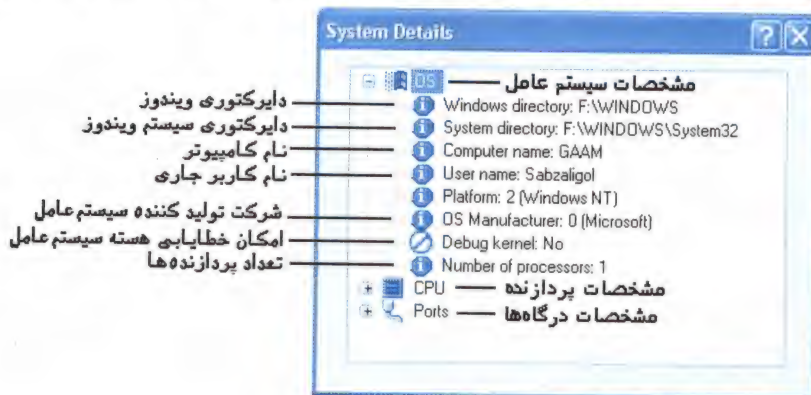 System Details
OS مشخصات سیستم عامل
دایرکتوری ویندوز Windows directory: F:\WINDOWS
دایرکتوری سیستم ویندوز System directory: F:\WINDOWS\System32
نام کامپیوتر Computer name: GAAM
نام کاربر جاری User name: Sabzaligol
Platform: 2 (Windows NT)
شرکت تولید کننده سیستم‌عامل OS Manufacturer: 0 (Microsoft)
امکان خطایابی هسته سیستم‌عامل Debug kernel: No
تعداد پردازنده‌ها Number of processors: 1
CPU مشخصات پردازنده
Ports مشخصات درگاه‌ها